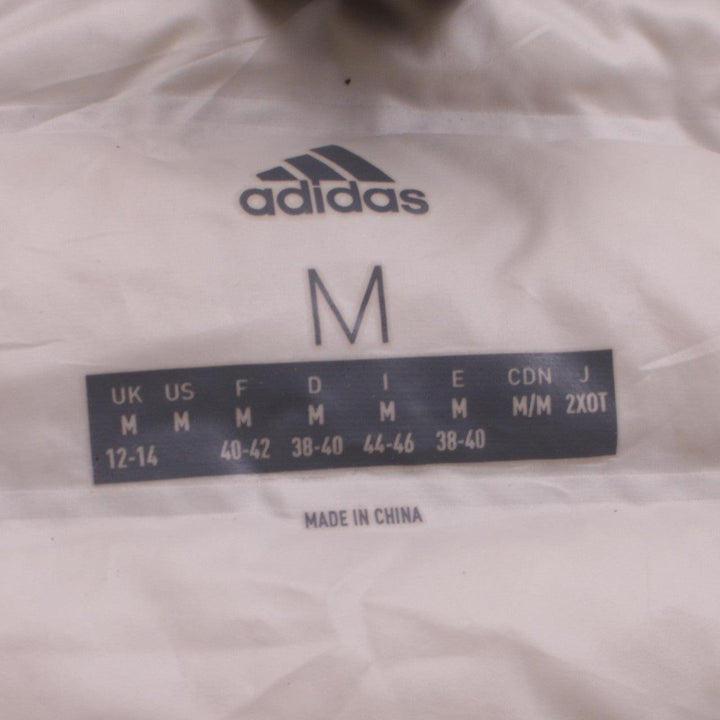 adidas
M
UK US F D I E CDN J
M M M M M M M/M 2XOT
12-14 40-42 38-40 44-46 38-40
MADE IN CHINA